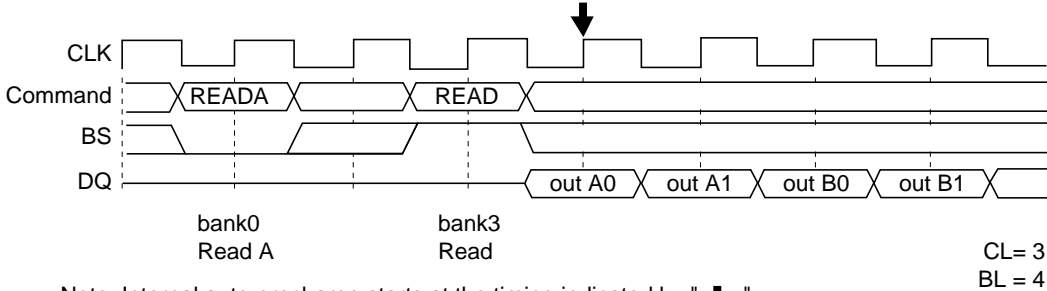 CLK
Command READA READ
BS
DQ out A0 out A1 out B0 out B1
bank0 bank3
Read A Read
CL= 3
BL = 4